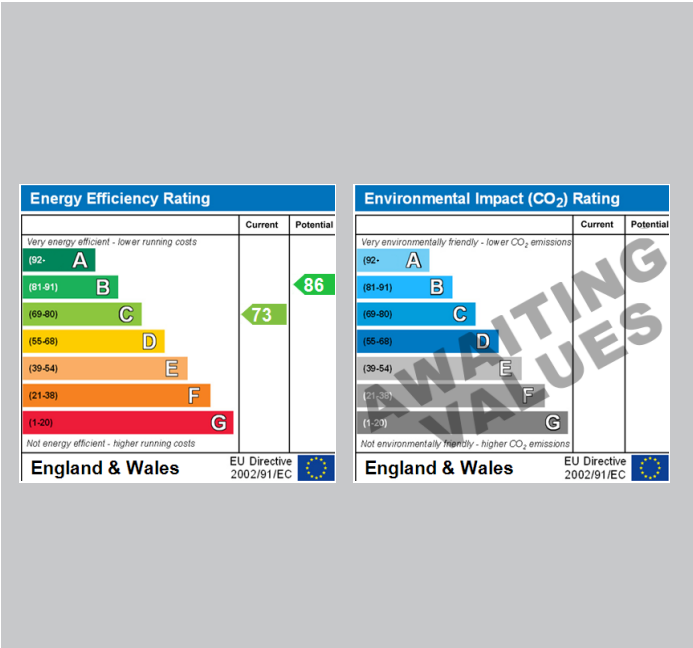 Energy Efficiency Rating
Current Potential
Very energy efficient - lower running costs
(92- A
(81-91) B
86
(69-80) C
73
(55-68) D
(39-54) E
(21-38) F
(1-20) G
Not energy efficient - higher running costs
England & Wales
EU Directive
2002/91/EC
Environmental Impact (CO2) Rating
Current Potential
Very environmentally friendly - lower CO2 emissions
(92- A
(81-91) B
(69-80) C
(55-68) D
(39-54) E
(21-38) F
(1-20) G
AWAITING
VALUES
Not environmentally friendly - higher CO2 emissions
England & Wales
EU Directive
2002/91/EC